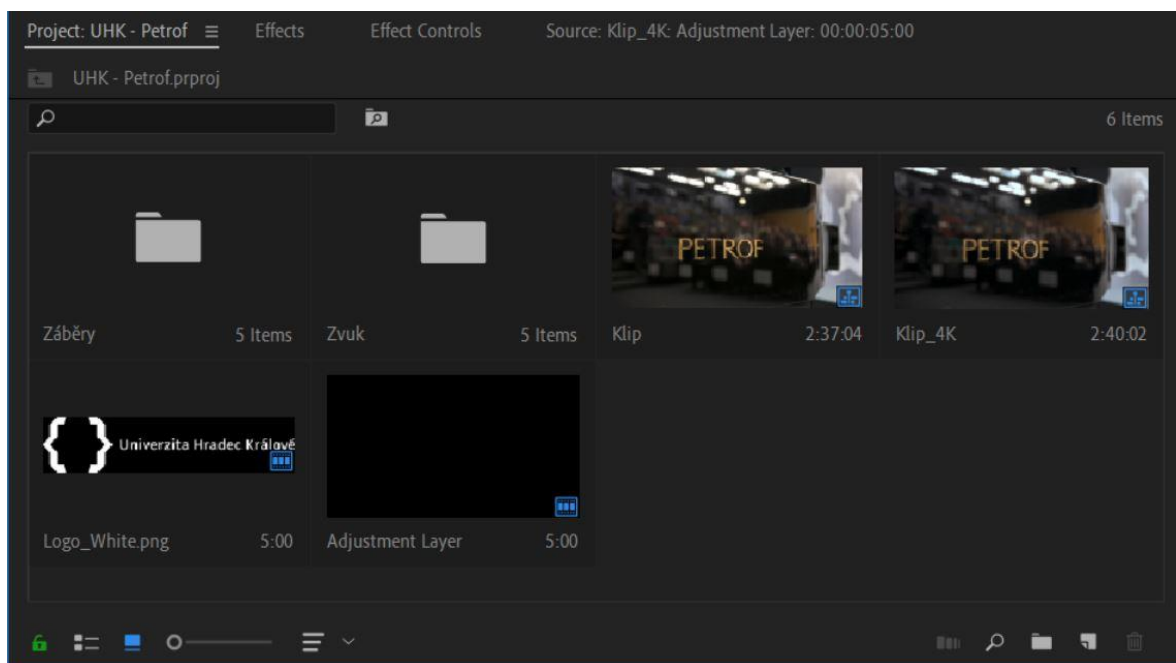 Project: UHK - Petrof Effects Effect Controls Source: Klip_4K: Adjustment Layer: 00:00:05:00
UHK - Petrof.prproj
6 Items
PETROF PETROF
Záběry 5 Items Zvuk 5 Items Klip 2:37:04 Klip_4K 2:40:02
Univerzita Hradec Králové
Logo_White.png 5:00 Adjustment Layer 5:00